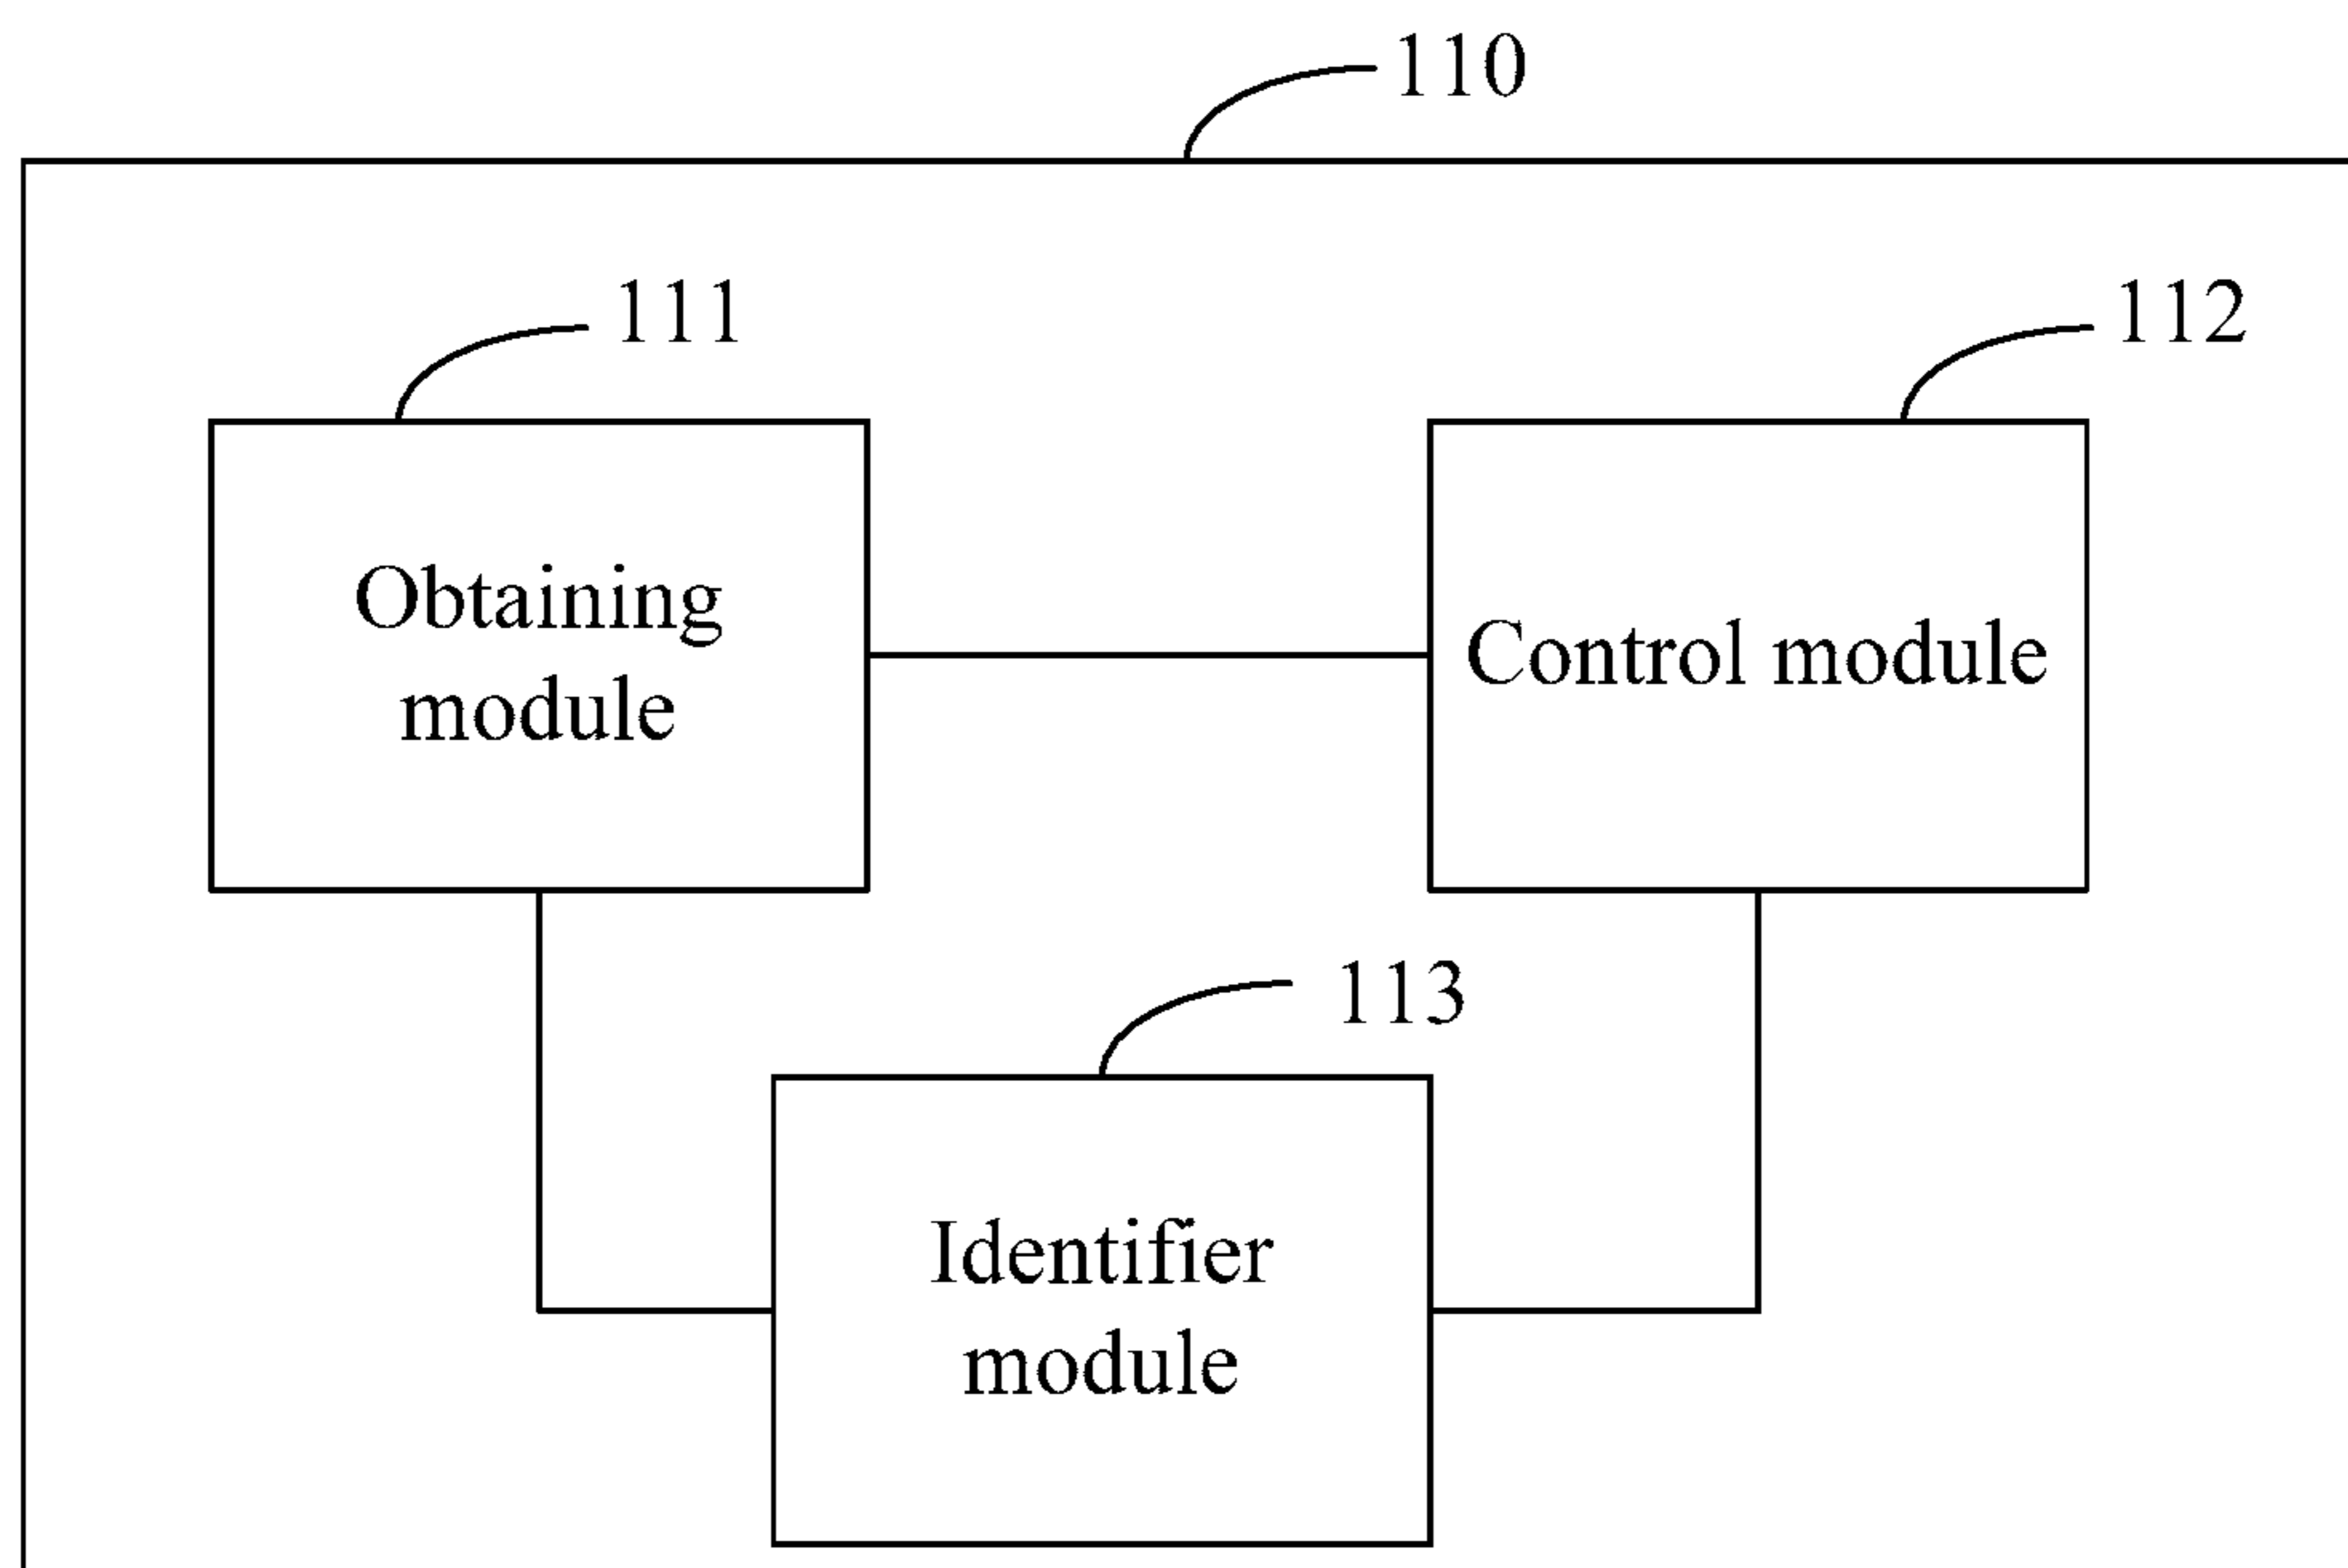 110
111
112
Obtaining
module
Control module
113
Identifier
module